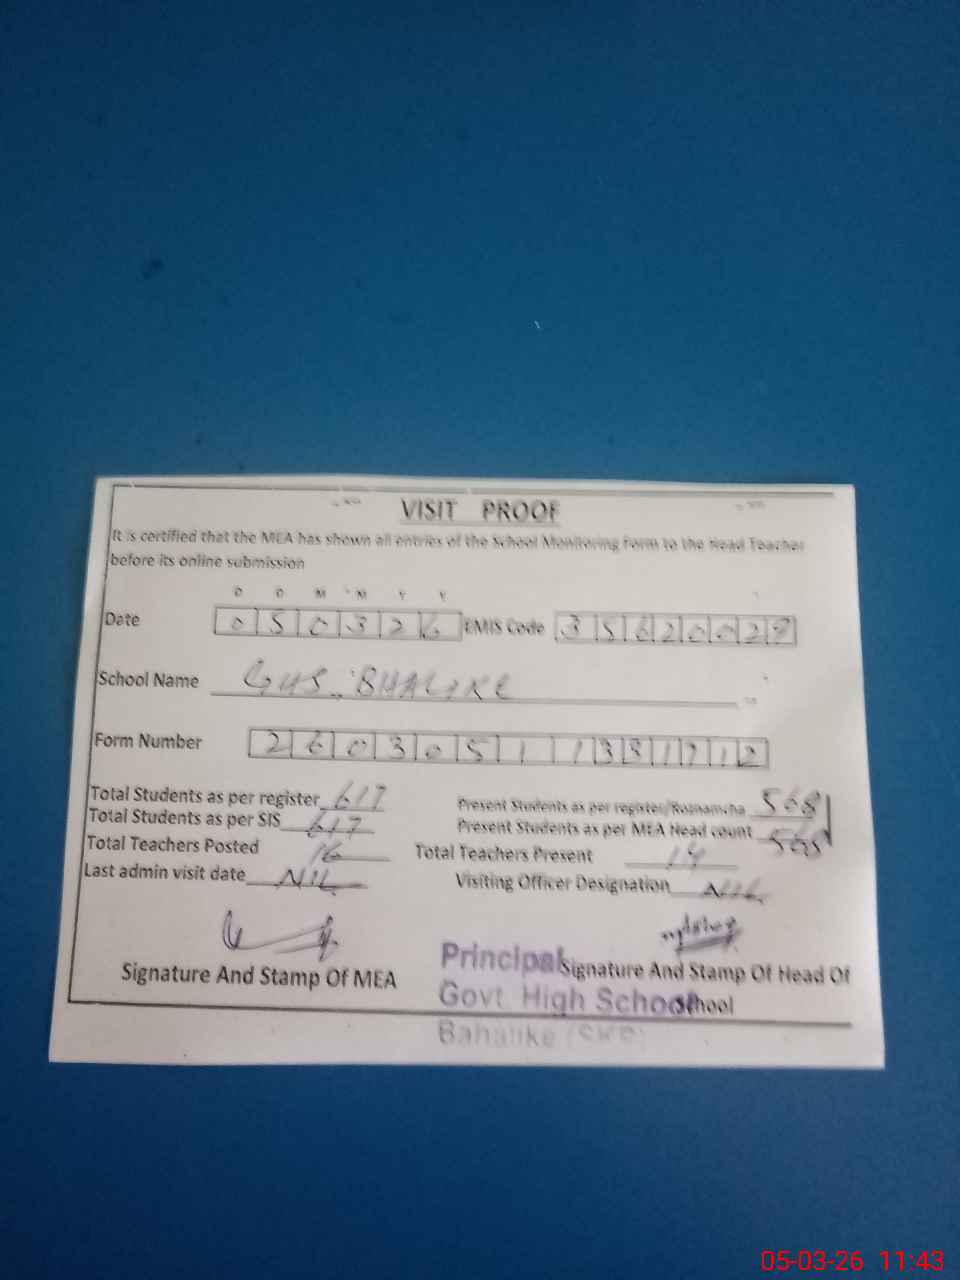 VISIT PROOF
It is certified that the MEA has shown all entries of the School Monitoring Form to the Head Teacher
before its online submission
D D M M Y Y
Date 0 5 0 3 2 6 EMIS Code 3 5 6 2 0 0 2 9
School Name GHS BHALIKE
Form Number 2 6 0 3 0 5 1 1 3
Total Students as per register 617 Present Students as per register/Roznamcha 568
Total Students as per SIS 617 Present Students as per MEA Head count 568
Total Teachers Posted 16 Total Teachers Present 14
Last admin visit date NIL Visiting Officer Designation NIL
Signature And Stamp Of MEA Signature And Stamp Of Head Of
School
Principal
Govt. High School
Bahalike (SKP)
05-03-26 11:43